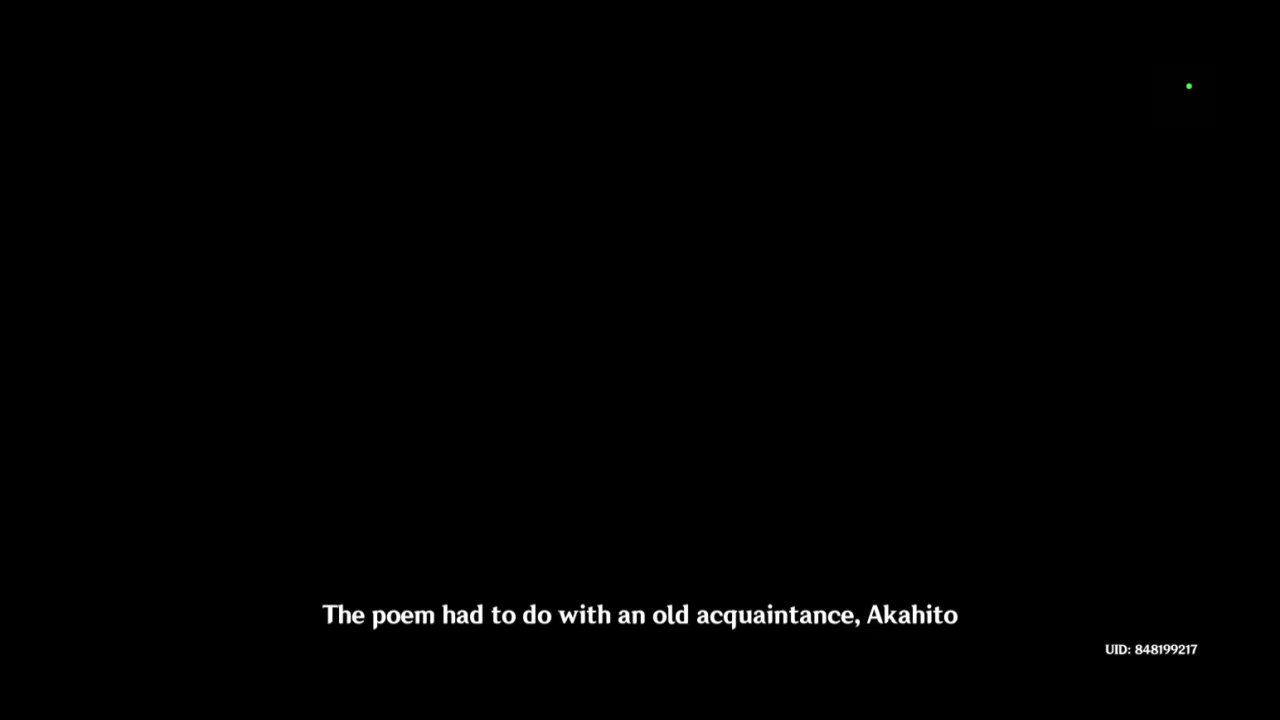 The poem had to do with an old acquaintance, Akahito
UID: 848199217